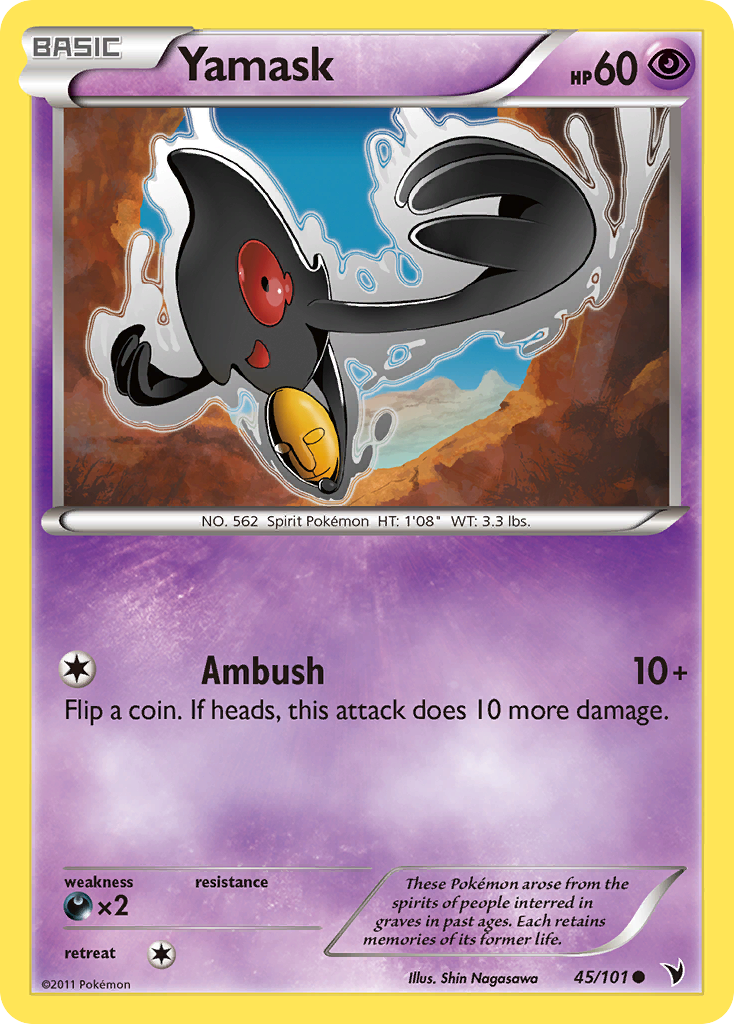 BASIC
Yamask
HP60
NO. 562 Spirit Pokémon HT: 1'08" WT: 3.3 lbs.
Ambush 10+
Flip a coin. If heads, this attack does 10 more damage.
weakness
×2
resistance
retreat
These Pokémon arose from the
spirits of people interred in
graves in past ages. Each retains
memories of its former life.
©2011 Pokémon
Illus. Shin Nagasawa
45/101